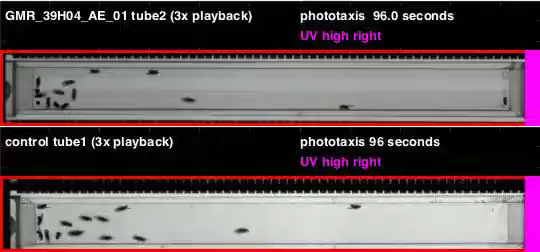 GMR_39H04_AE_01 tube2 (3x playback) phototaxis 96.0 seconds
UV high right
control tube1 (3x playback) phototaxis 96 seconds
UV high right